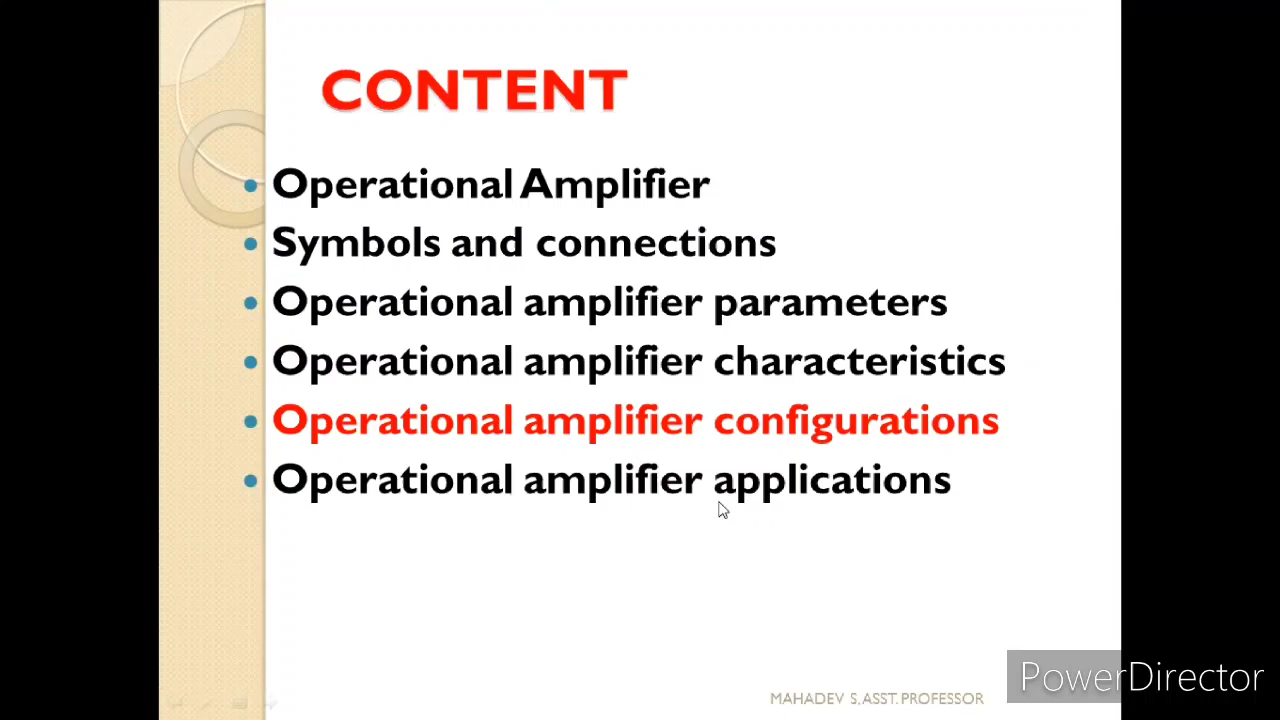 CONTENT
Operational Amplifier
Symbols and connections
Operational amplifier parameters
Operational amplifier characteristics
Operational amplifier configurations
Operational amplifier applications
MAHADEV S, ASST. PROFESSOR
PowerDirector